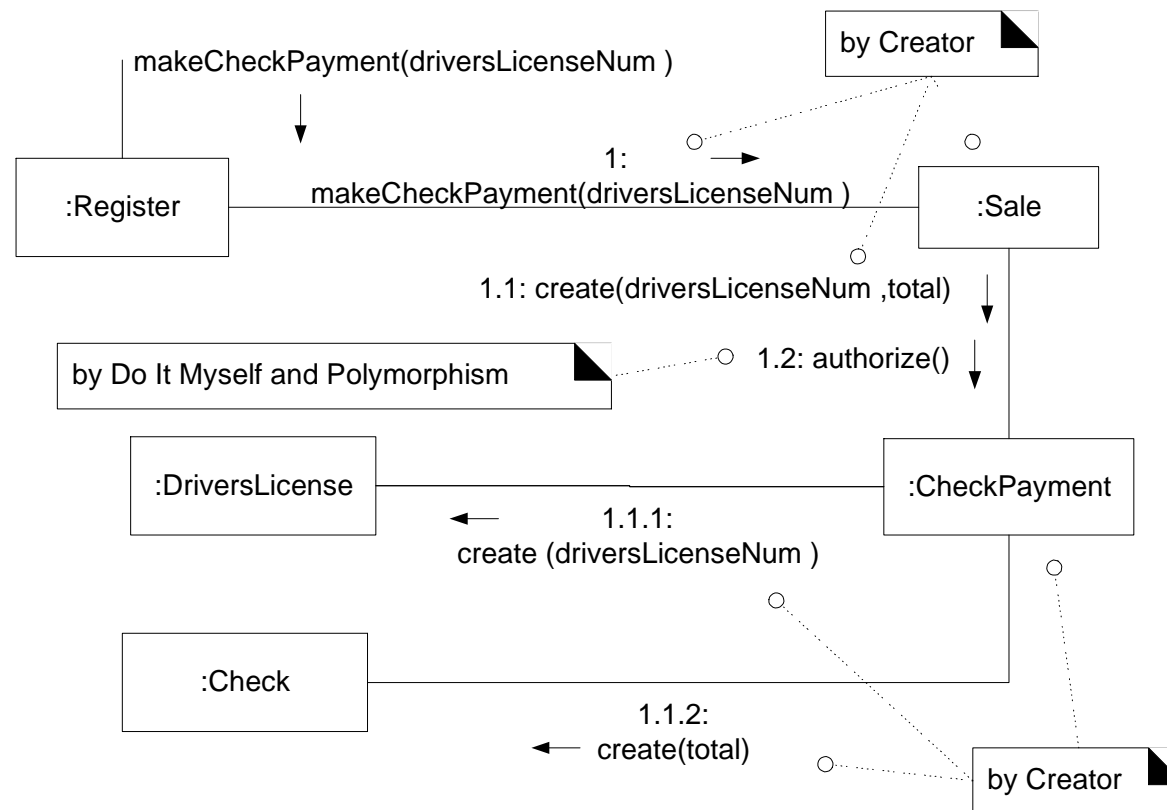 by Creator
makeCheckPayment(driversLicenseNum )
1:
makeCheckPayment(driversLicenseNum )
:Register
:Sale
1.1: create(driversLicenseNum ,total)
1.2: authorize()
by Do It Myself and Polymorphism
:DriversLicense
:CheckPayment
1.1.1:
create (driversLicenseNum )
:Check
1.1.2:
create(total)
by Creator